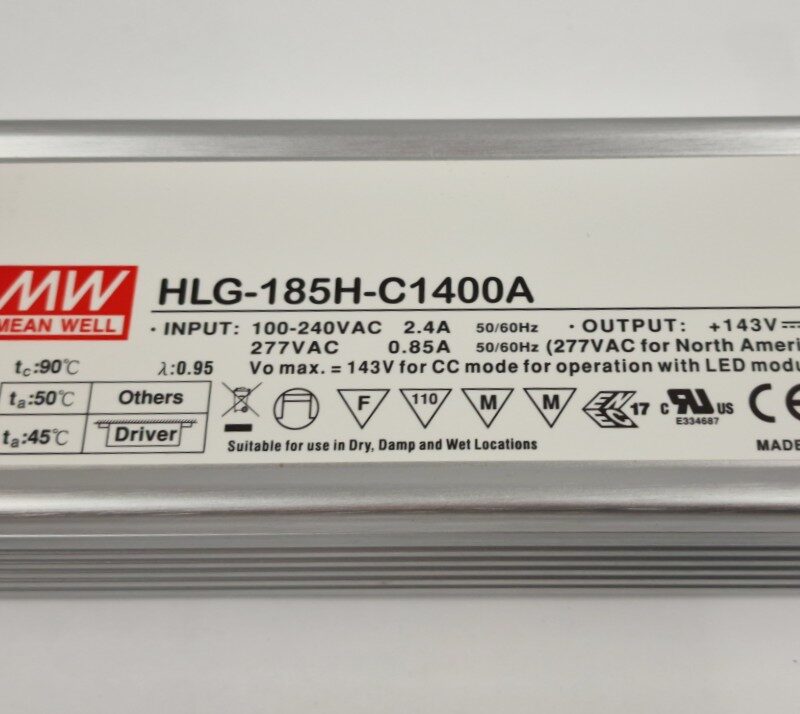 MW
MEAN WELL
HLG-185H-C1400A
· INPUT: 100-240VAC 2.4A 50/60Hz · OUTPUT: +143V
277VAC 0.85A 50/60Hz (277VAC for North Ameri
tc:90℃ λ:0.95 Vo max. = 143V for CC mode for operation with LED modu
ta:50℃ Others
ta:45℃ Driver
F 110 M M ENEC 17 c RU US CE
E334687
Suitable for use in Dry, Damp and Wet Locations
MADE